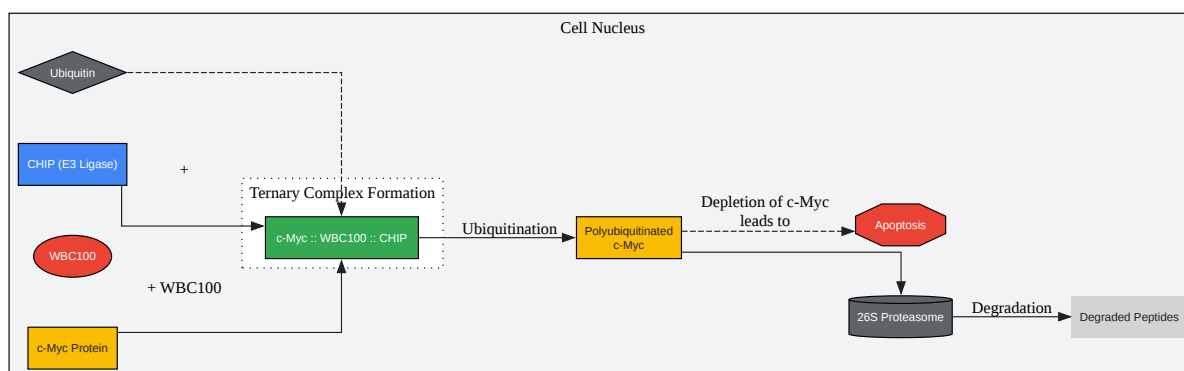 Cell Nucleus
Ubiquitin
CHIP (E3 Ligase)
+
Ternary Complex Formation
c-Myc :: WBC100 :: CHIP
WBC100
+ WBC100
c-Myc Protein
Ubiquitination
Polyubiquitinated
c-Myc
Depletion of c-Myc
leads to
Apoptosis
26S Proteasome
Degradation
Degraded Peptides